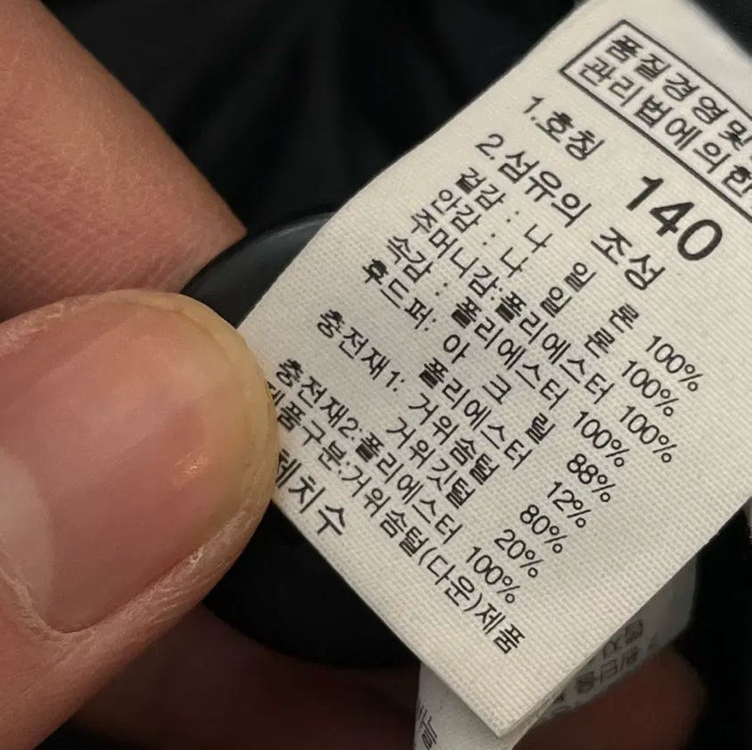 품질경영및
관리법에의한
1.호칭 140
2.섬유의 조성
겉감 : 나 일 론 100%
안감 : 나 일 론 100%
주머니감:폴리에스터 100%
속감 : 폴리에스터 100%
후드퍼: 아 크 릴 88%
폴리에스터 12%
충전재1: 거위솜털 80%
거위깃털 20%
충전재2:폴리에스터 100%
제품구분:거위솜털(다운)제품
체치수